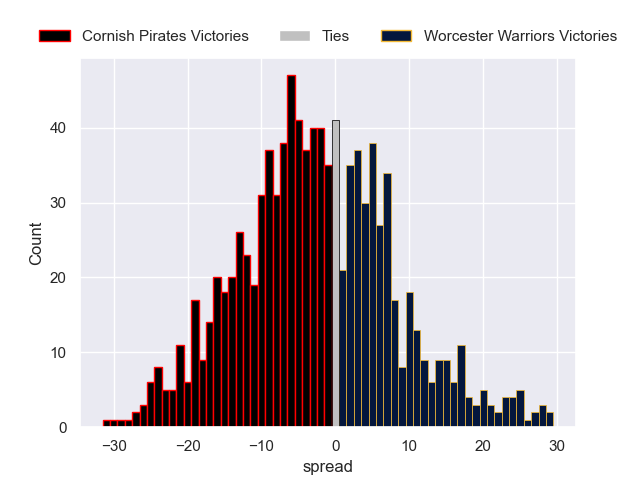 Cornish Pirates Victories Ties Worcester Warriors Victories
Count
40
30
20
10
0
−30 −20 −10 0 10 20 30
spread